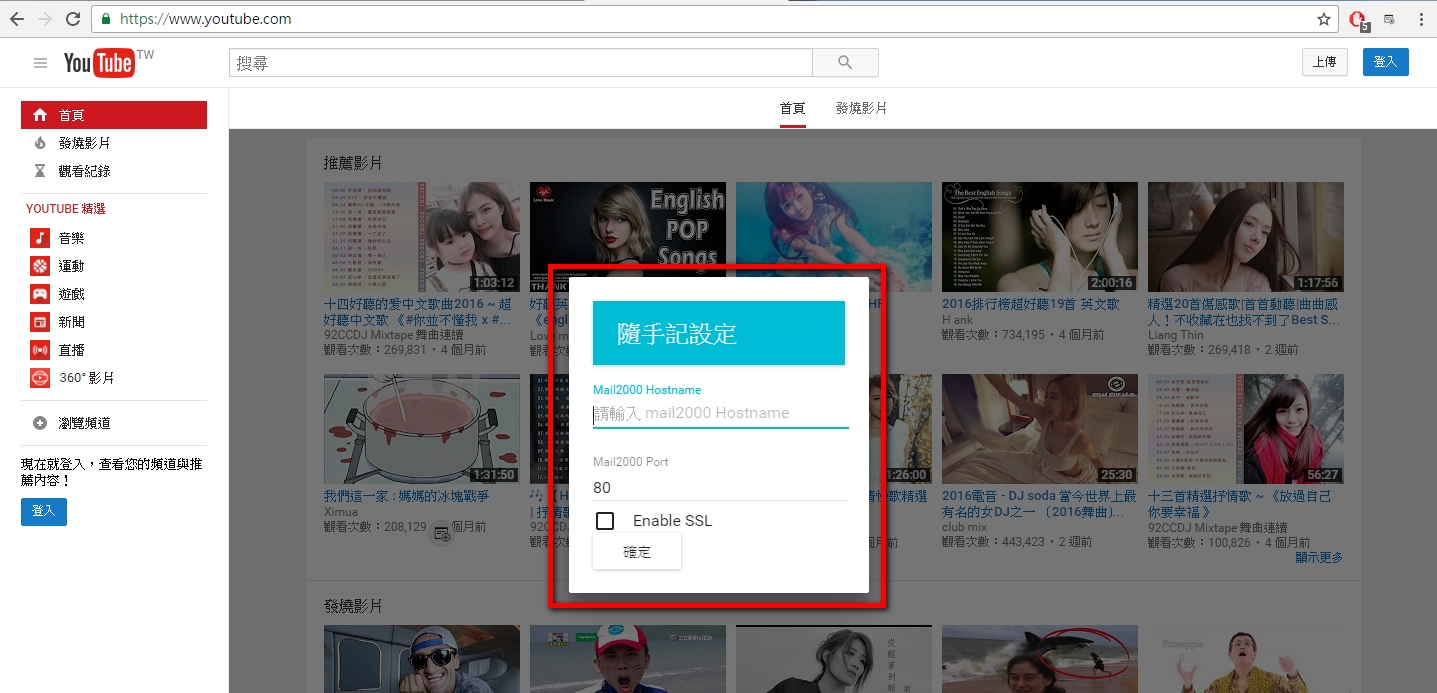 https://www.youtube.com
5
YouTube TW
搜尋
上傳
登入
首頁
發燒影片
觀看紀錄
YOUTUBE 精選
音樂
運動
遊戲
新聞
直播
360° 影片
瀏覽頻道
現在就登入，查看您的頻道與推
薦內容！
登入
首頁
發燒影片
推薦影片
1:03:12
十四好聽的爱中文歌曲2016 ~ 超
好聽中文歌 《#你並不懂我 x #...
92CCDJ Mixtape 舞曲連續
觀看次數：269,831 • 4 個月前
Love Music
English
POP
Songs
The Best English Songs
2:00:16
2016排行榜超好聽19首 英文歌
H ank
觀看次數：734,195 • 4 個月前
1:17:56
精選20首傷感歌|首首動聽|曲曲感
人！不收藏在也找不到了Best S...
Liang Thin
觀看次數：269,418 • 2 週前
隨手記設定
Mail2000 Hostname
請輸入 mail2000 Hostname
Mail2000 Port
80
Enable SSL
確定
1:31:50
我們這一家 : 媽媽的冰塊戰爭
Ximua
觀看次數：208,129
個月前
1:26:00
25:30
2016電音 - DJ soda 當今世界上最
有名的女DJ之一 〔2016舞曲〕...
club mix
觀看次數：443,423 • 2 週前
56:27
十三首精選抒情歌 ~ 《放過自己
你要幸福 》
92CCDJ Mixtape 舞曲連續
觀看次數：100,826 • 4 個月前
顯示更多
發燒影片
Pineapple